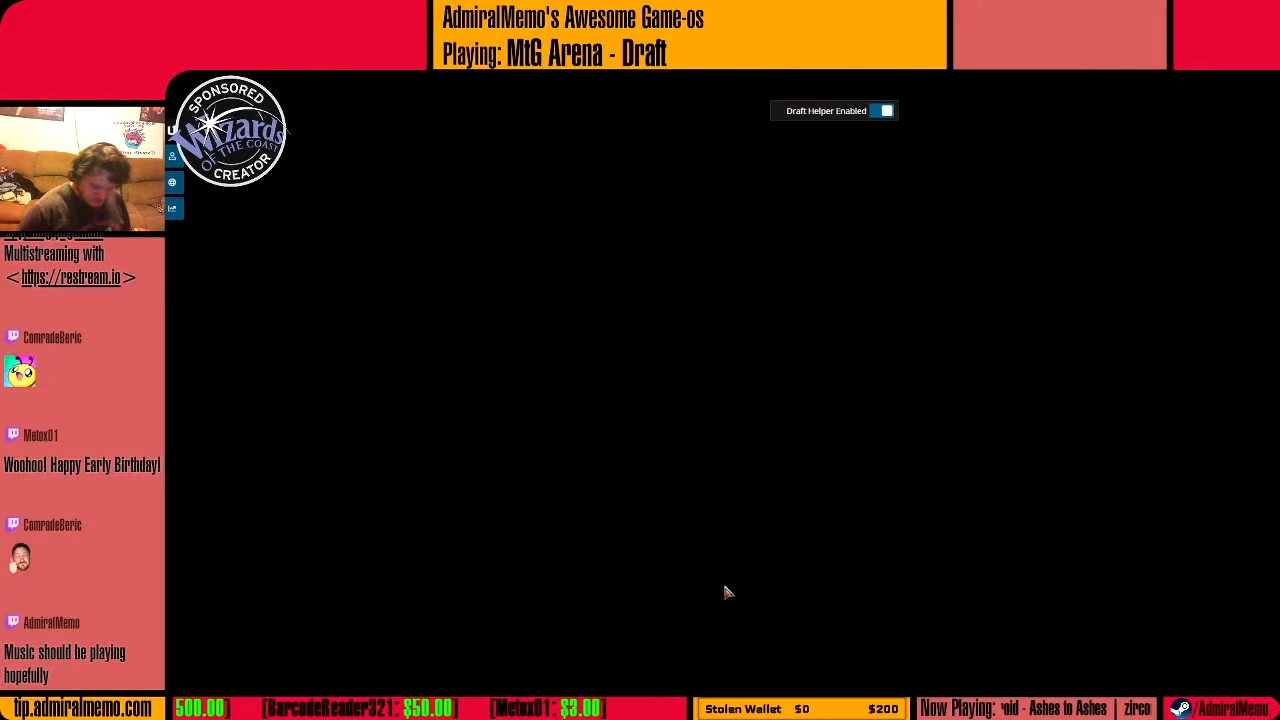 AdmiralMemo's Awesome Game-os
Playing: MtG Arena - Draft
SPONSORED
Wizards
OF THE COAST
CREATOR
Draft Helper Enabled
Multistreaming with
<https://restream.io>
ComradeBeric
Metox01
Woohoo! Happy Early Birthday!
ComradeBeric
AdmiralMemo
Music should be playing
hopefully
tip.admiralmemo.com
500.00] [BarcodeReader321: $50.00] [Metox01: $3.00]
Stolen Wallet $0 $200
Now Playing: roid - Ashes to Ashes | zirco
/AdmiralMemo